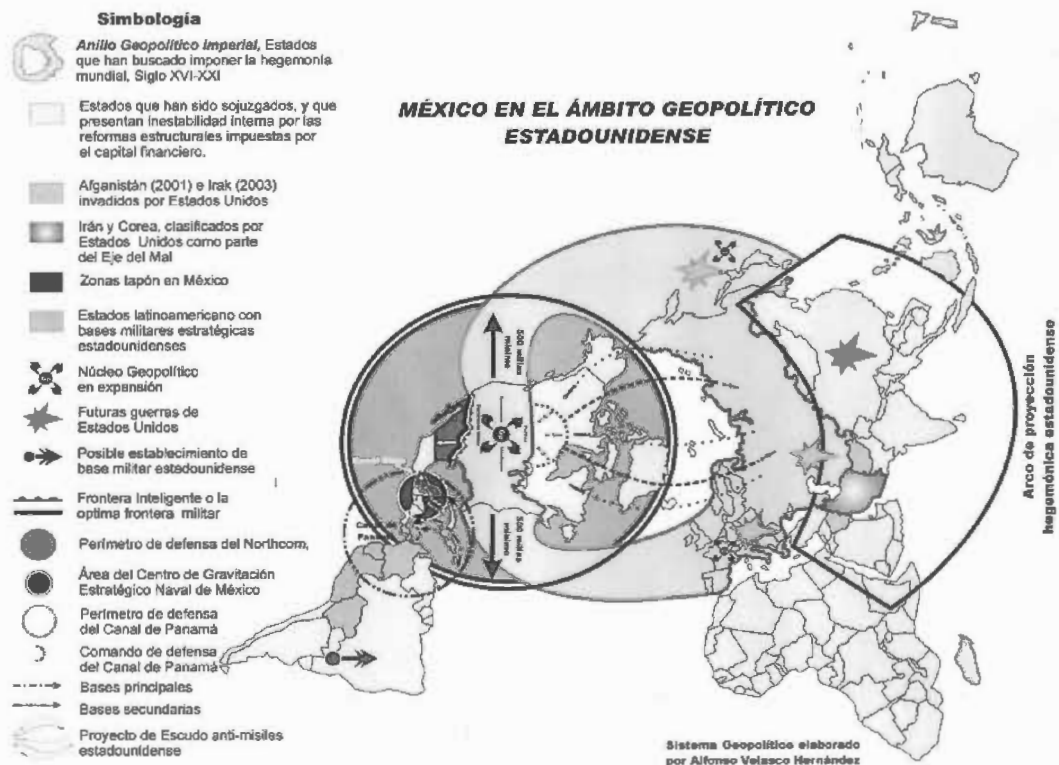 Simbología
Anillo Geopolítico Imperial, Estados
que han buscado imponer la hegemonía
mundial, Siglo XVI-XXI
Estados que han sido sojuzgados, y que
presentan inestabilidad interna por las
reformas estructurales impuestas por
el capital financiero.
Afganistán (2001) e Irak (2003)
invadidos por Estados Unidos
Irán y Corea, clasificados por
Estados Unidos como parte
del Eje del Mal
Zonas tapón en México
Estados latinoamericano con
bases militares estratégicas
estadounidenses
Núcleo Geopolítico
en expansión
Futuras guerras de
Estados Unidos
Posible establecimiento de
base militar estadounidense
Frontera Inteligente o la
optima frontera militar
Perímetro de defensa del Northcom,
Área del Centro de Gravitación
Estratégico Naval de México
Perímetro de defensa
del Canal de Panamá
Comando de defensa
del Canal de Panamá
Bases principales
Bases secundarias
Proyecto de Escudo anti-misiles
estadounidense
MÉXICO EN EL ÁMBITO GEOPOLÍTICO
ESTADOUNIDENSE
500 millas
500 millas
Arco de proyección
hegemónica estadounidense
Sistema Geopolítico elaborado
por Alfonso Velasco Hernández